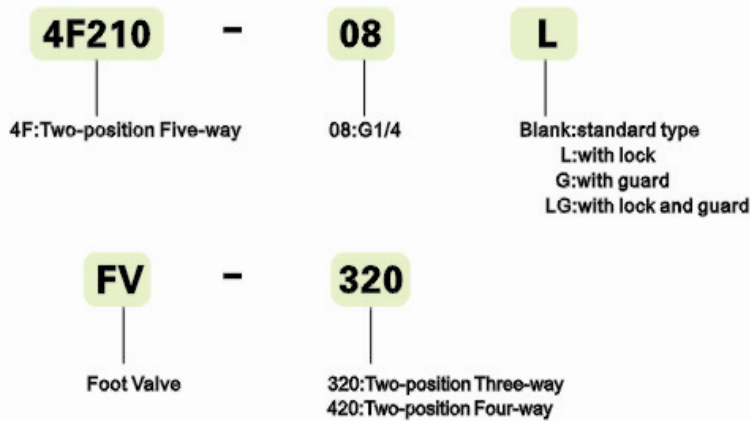 4F210 - 08 L
4F:Two-position Five-way 08:G1/4 Blank:standard type
L:with lock
G:with guard
LG:with lock and guard
FV - 320
Foot Valve 320:Two-position Three-way
420:Two-position Four-way